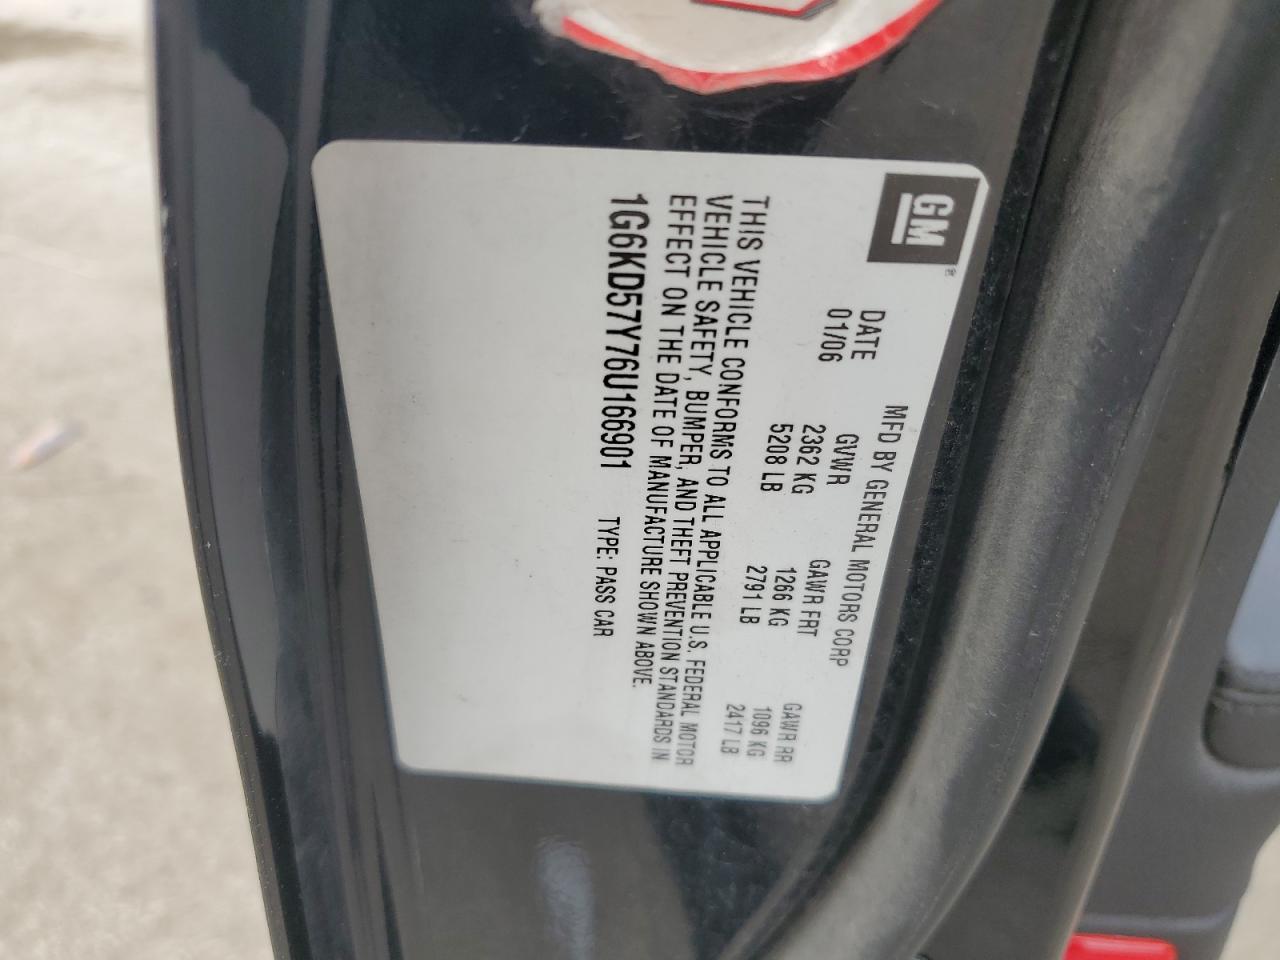 GM
MFD BY GENERAL MOTORS CORP
DATE GVWR GAWR FRT GAWR RR
01/06 2362 KG 1266 KG 1096 KG
5208 LB 2791 LB 2417 LB
THIS VEHICLE CONFORMS TO ALL APPLICABLE U.S. FEDERAL MOTOR
VEHICLE SAFETY, BUMPER, AND THEFT PREVENTION STANDARDS IN
EFFECT ON THE DATE OF MANUFACTURE SHOWN ABOVE.
1G6KD57Y76U166901 TYPE: PASS CAR